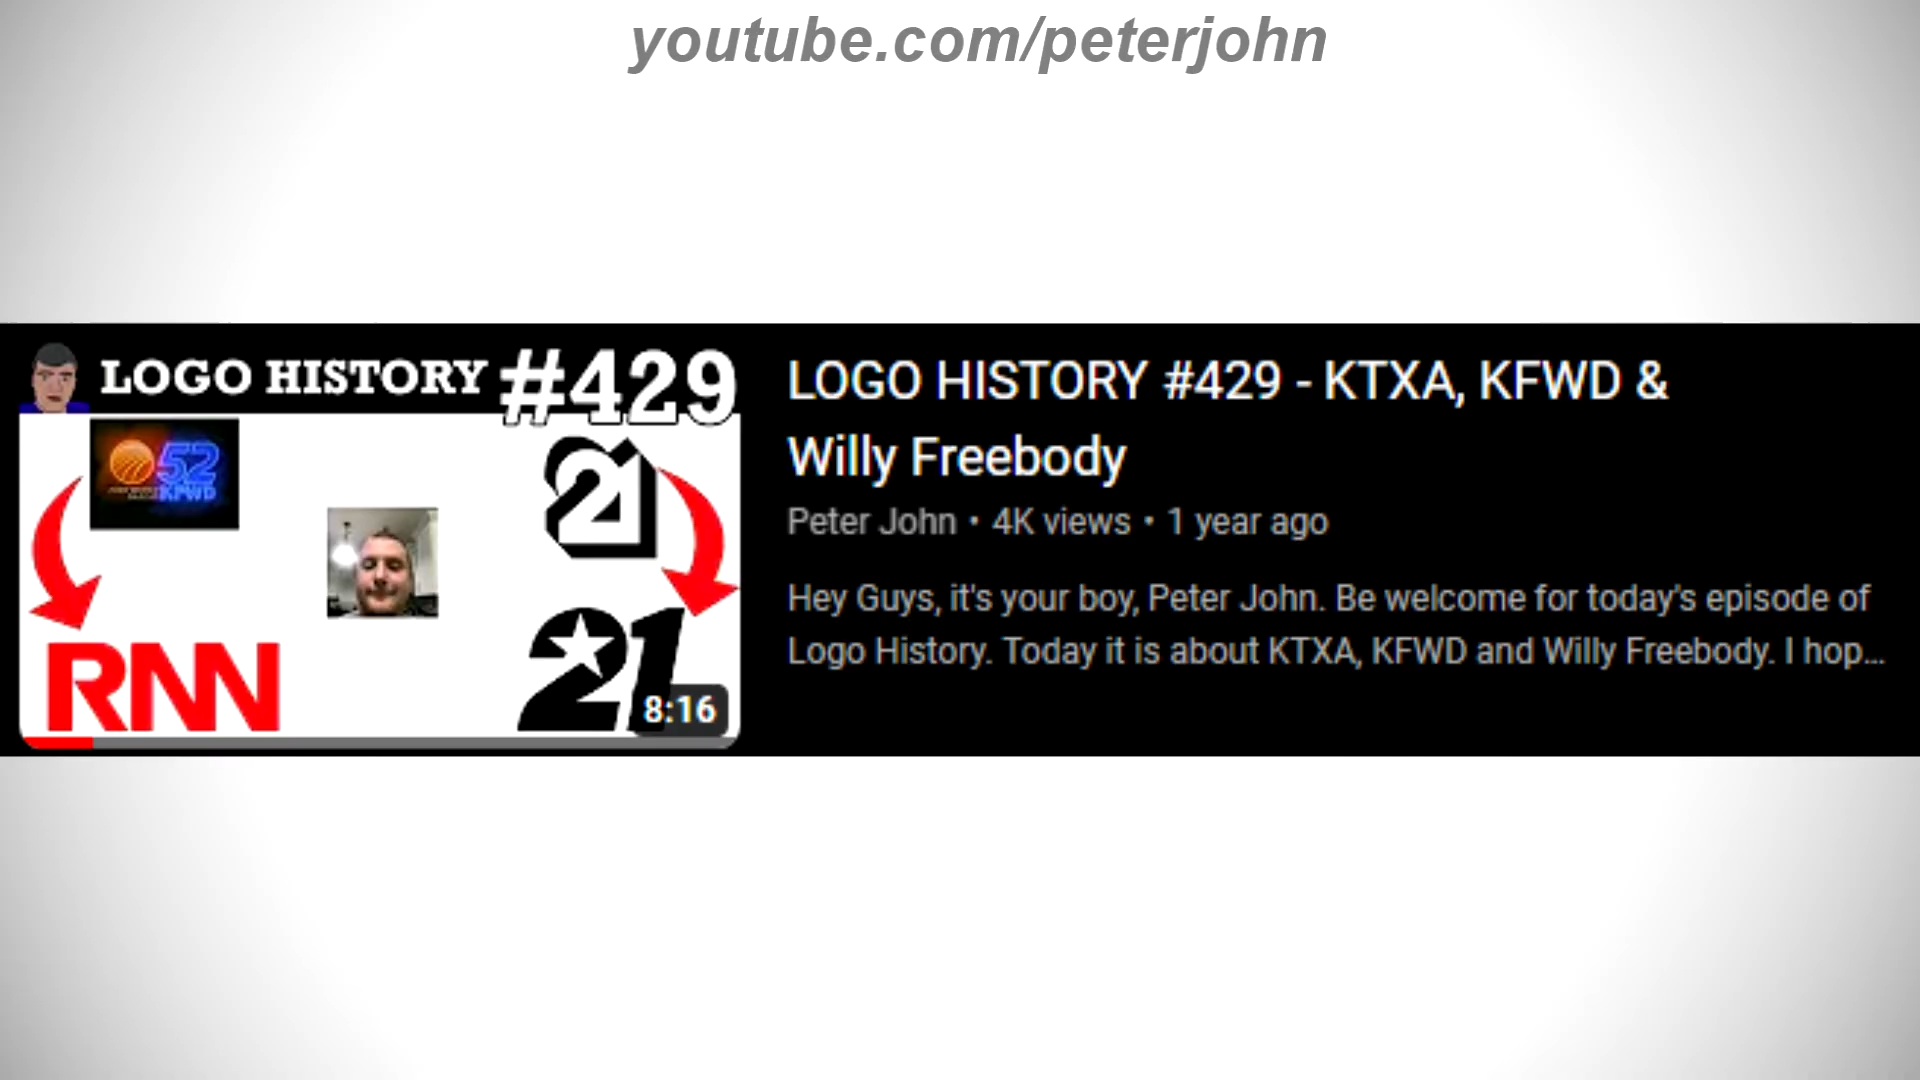 youtube.com/peterjohn
LOGO HISTORY #429
52
KFWD
21
RNN
21
8:16
LOGO HISTORY #429 - KTXA, KFWD &
Willy Freebody
Peter John • 4K views • 1 year ago
Hey Guys, it's your boy, Peter John. Be welcome for today's episode of
Logo History. Today it is about KTXA, KFWD and Willy Freebody. I hop...